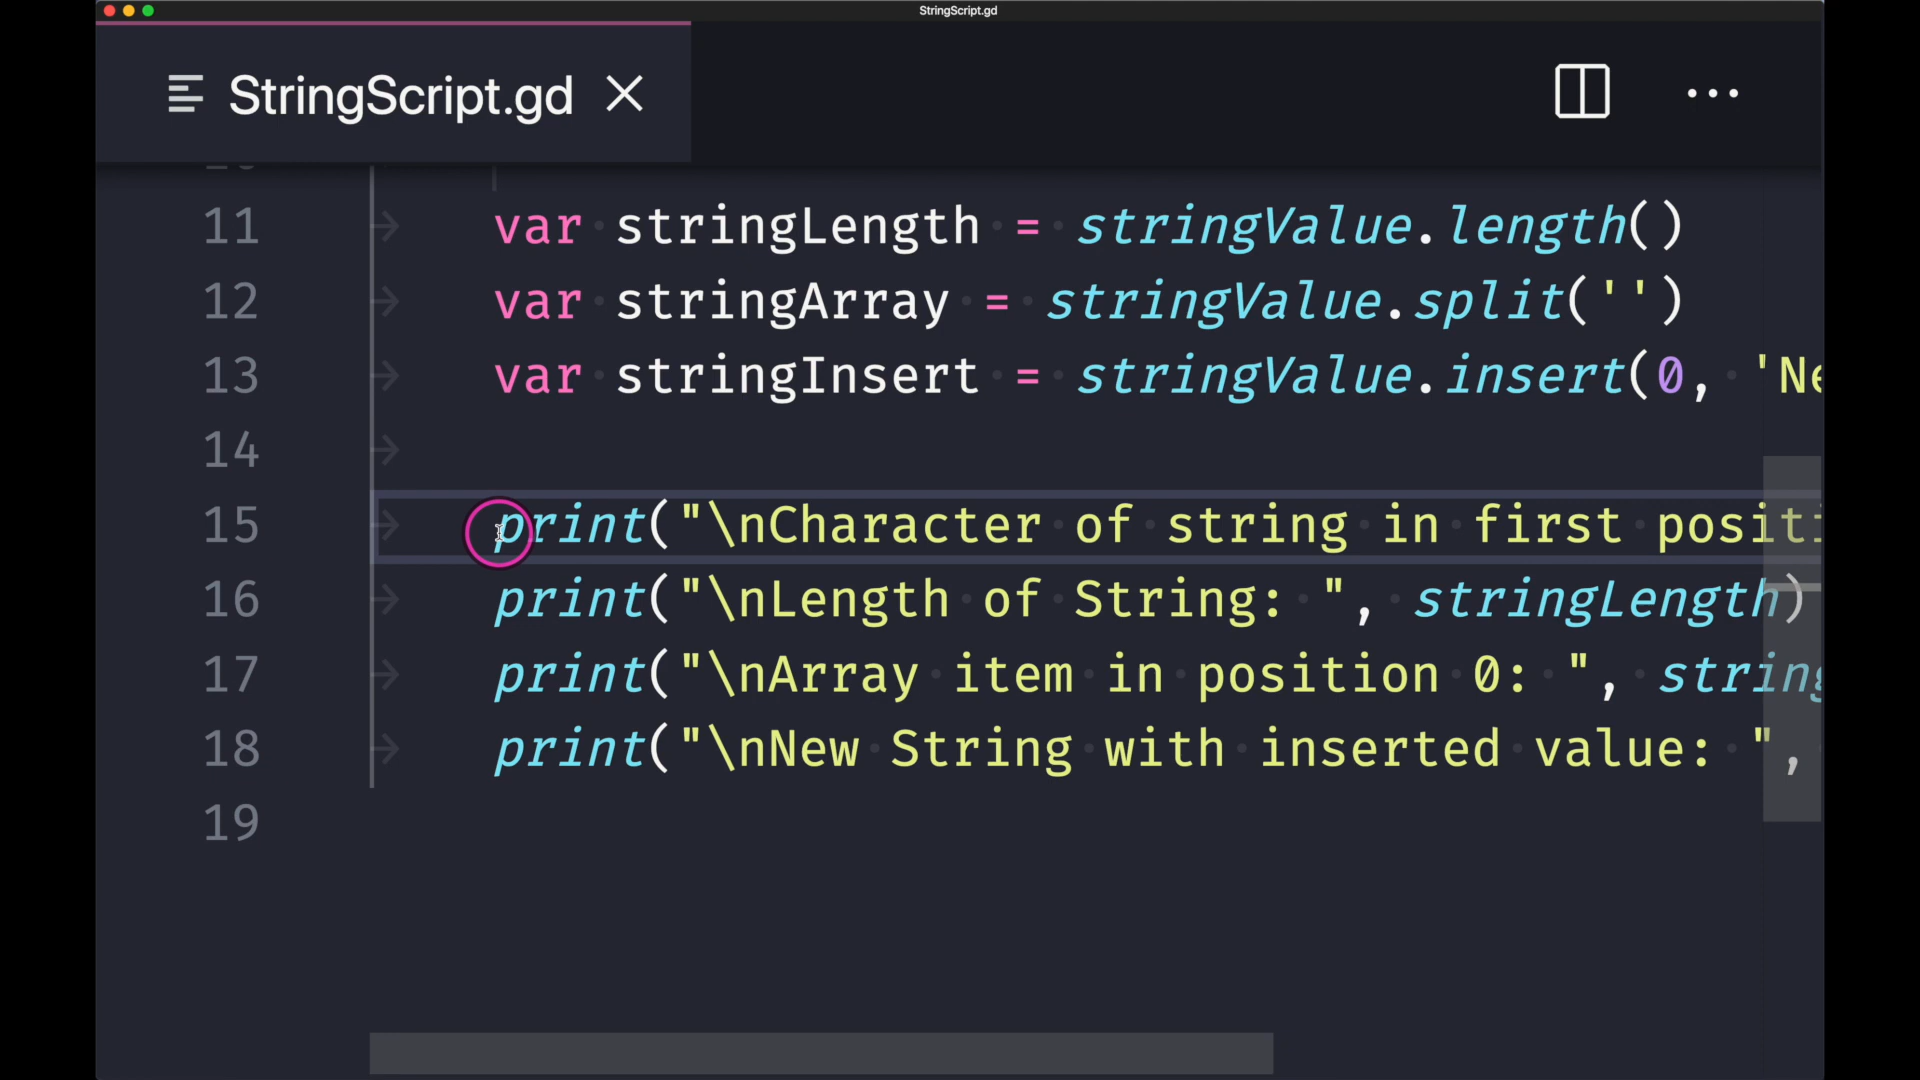 StringScript.gd
StringScript.gd
11 var stringLength = stringValue.length()
12 var stringArray = stringValue.split('')
13 var stringInsert = stringValue.insert(0, 'Ne
14
15 print("\nCharacter of string in first positi
16 print("\nLength of String: ", stringLength)
17 print("\nArray item in position 0: ", string
18 print("\nNew String with inserted value: ",
19